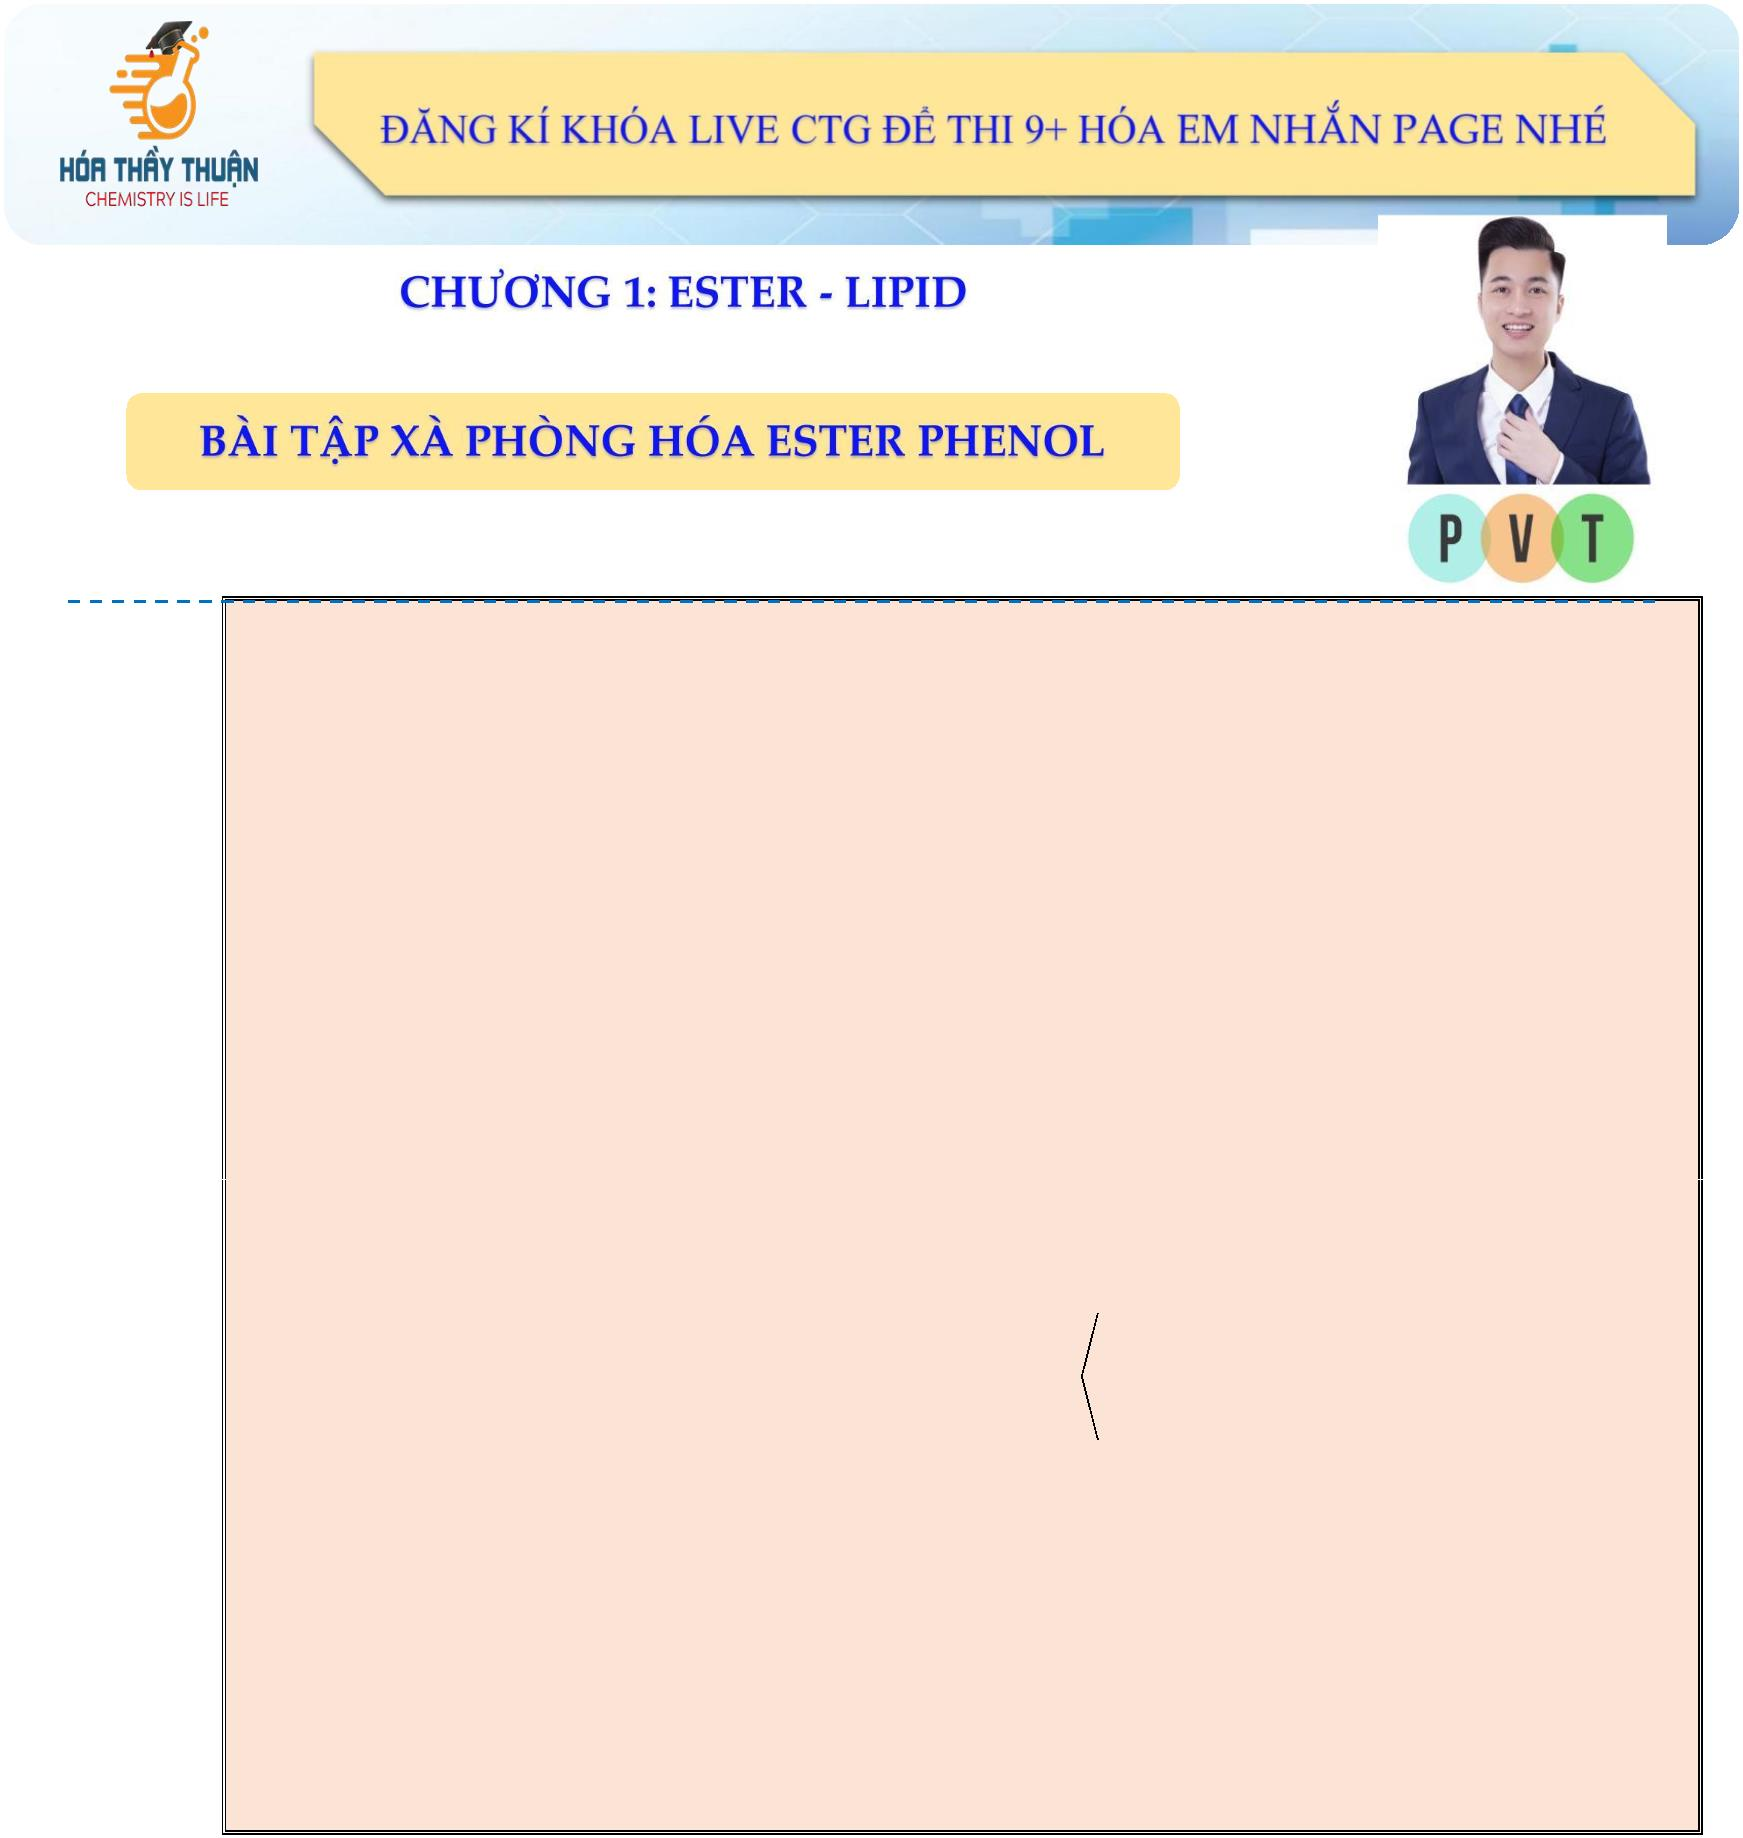 ĐĂNG KÍ KHÓA LIVE CTG ĐỂ THI 9+ HÓA EM NHẮN PAGE NHÉ
HÓA THẦY THUẬN
CHEMISTRY IS LIFE
CHƯƠNG 1: ESTER - LIPID
BÀI TẬP XÀ PHÒNG HÓA ESTER PHENOL
P V T